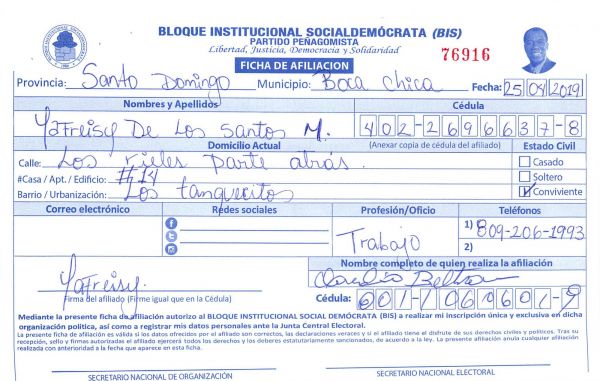 BLOQUE INSTITUCIONAL SOCIALDEMÓCRATA (BIS)
PARTIDO PEÑAGOMISTA
Libertad, Justicia, Democracia y Solidaridad
76916
FICHA DE AFILIACION
Provincia: Santo Domingo Municipio: Boca Chica Fecha: 25/04/2019
Nombres y Apellidos Cédula
Yafreisy De Los Santos M. 402-2696637-8
Domicilio Actual (Anexar copia de cédula del afiliado) Estado Civil
Calle: Los rieles parte atrás. Casado
#Casa / Apt. / Edificio: #14 Soltero
Barrio / Urbanización: Los tanquecitos Conviviente
Correo electrónico Redes sociales Profesión/Oficio Teléfonos
Trabajo 1) 809-206-1993
2)
Nombre completo de quien realiza la afiliación
Yafreisy. Claudio Beltran
Firma del afiliado (Firme igual que en la Cédula) Cédula: 001-1060601-9
Mediante la presente ficha de afiliación autorizo al BLOQUE INSTITUCIONAL SOCIAL DEMÓCRATA (BIS) a realizar mi inscripción única y exclusiva en dicha
organización política, así como a registrar mis datos personales ante la Junta Central Electoral.
La presente ficha de afiliación es válida si los datos ofrecidos por el afiliado son correctos, las declaraciones veraces y si el afiliado tiene el disfrute de sus derechos civiles y políticos. Tras su
recepción, sello y firmas autorizadas el afiliado ejercerá todos los derechos y los deberes estatutariamente sancionados, de acuerdo a la ley. La presente afiliación anula cualquier afiliación
realizada con anterioridad a la fecha que aparece en esta ficha.
SECRETARIO NACIONAL DE ORGANIZACIÓN SECRETARIO NACIONAL ELECTORAL